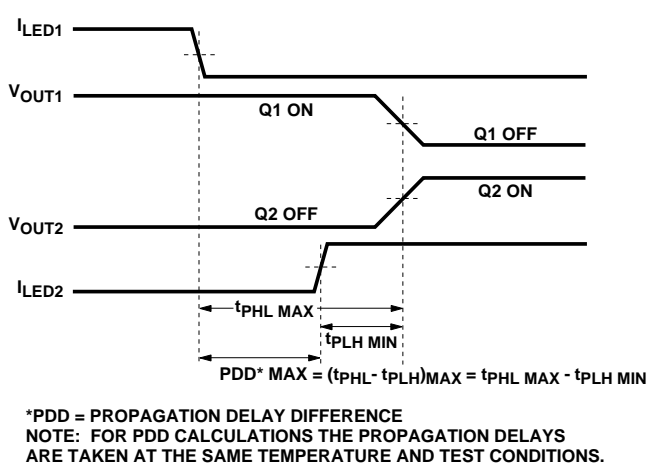 ILED1
VOUT1
Q1 ON
Q1 OFF
Q2 ON
Q2 OFF
VOUT2
ILED2
tPHL MAX
tPLH MIN
PDD* MAX = (tPHL- tPLH)MAX = tPHL MAX - tPLH MIN
*PDD = PROPAGATION DELAY DIFFERENCE
NOTE: FOR PDD CALCULATIONS THE PROPAGATION DELAYS
ARE TAKEN AT THE SAME TEMPERATURE AND TEST CONDITIONS.